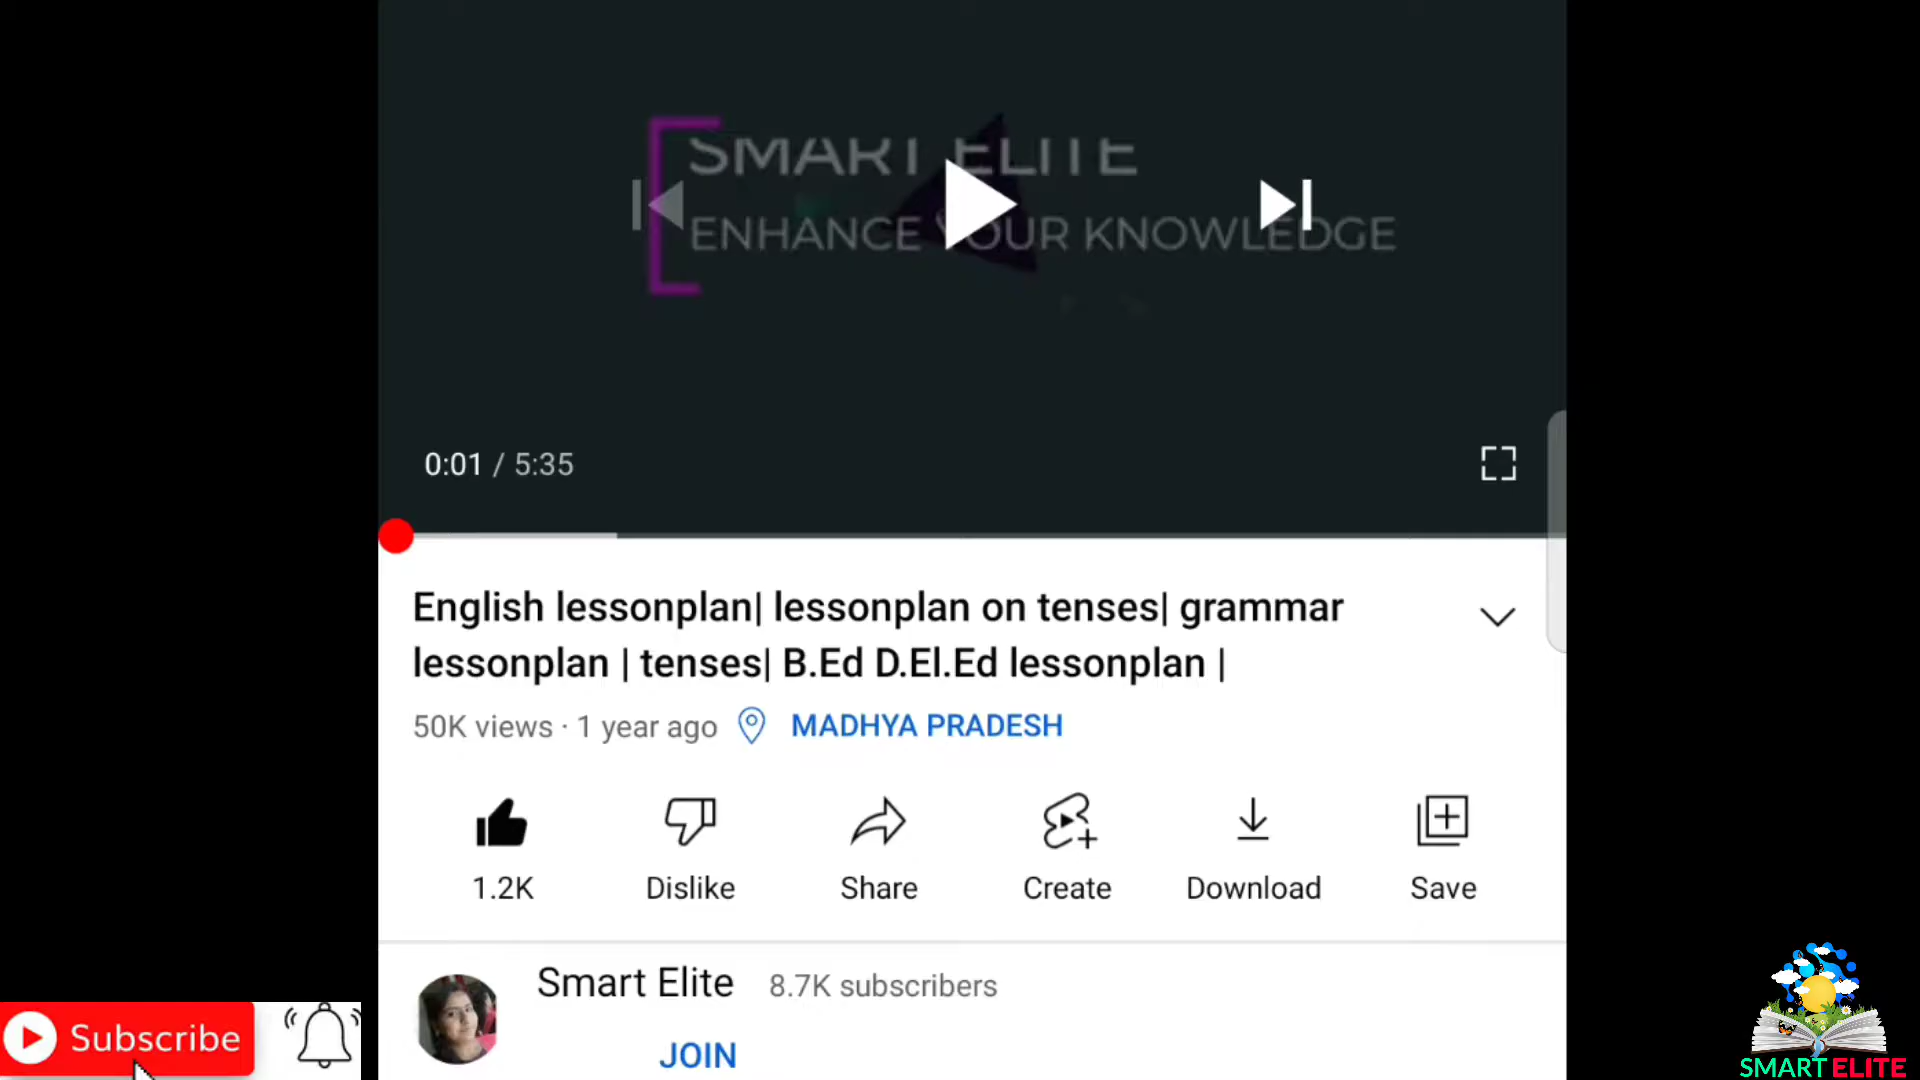 SMART ELITE
ENHANCE YOUR KNOWLEDGE
0:01 / 5:35
English lessonplan| lessonplan on tenses| grammar
lessonplan | tenses| B.Ed D.El.Ed lessonplan |
50K views · 1 year ago MADHYA PRADESH
1.2K Dislike Share Create Download Save
Smart Elite 8.7K subscribers
JOIN
Subscribe
SMART ELITE